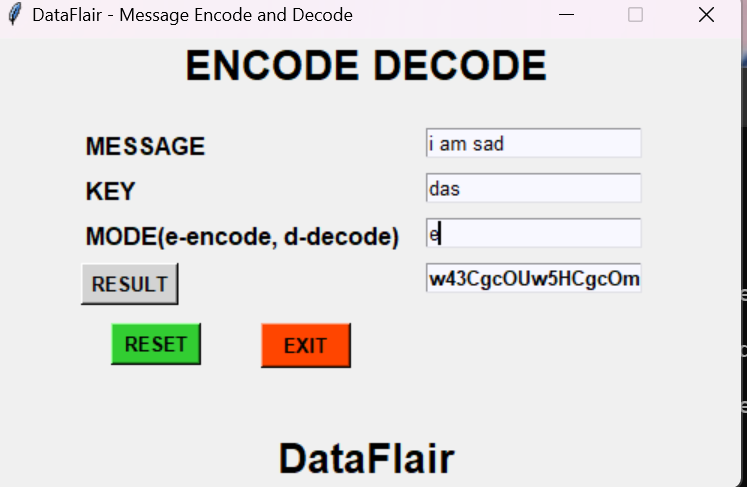 DataFlair - Message Encode and Decode
ENCODE DECODE
MESSAGE i am sad
KEY das
MODE(e-encode, d-decode) e
RESULT w43CgcOUw5HCgcOm
RESET EXIT
DataFlair